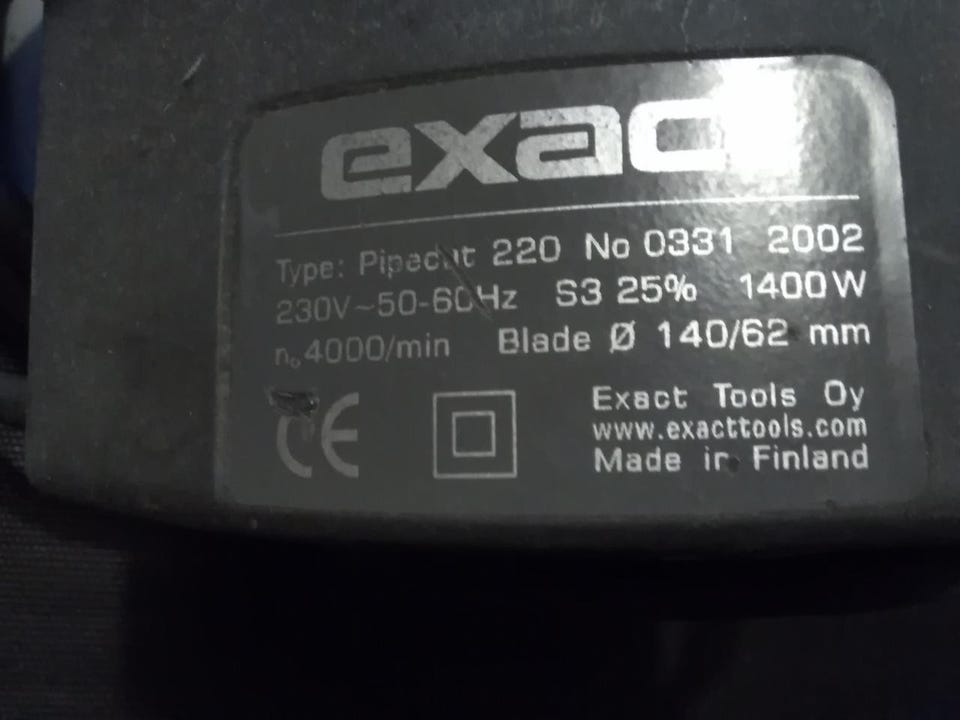 exact
Type: Pipecut 220 No 0331 2002
230V~50-60Hz S3 25% 1400W
n₀4000/min Blade Ø 140/62 mm
CE Exact Tools Oy
www.exacttools.com
Made in Finland